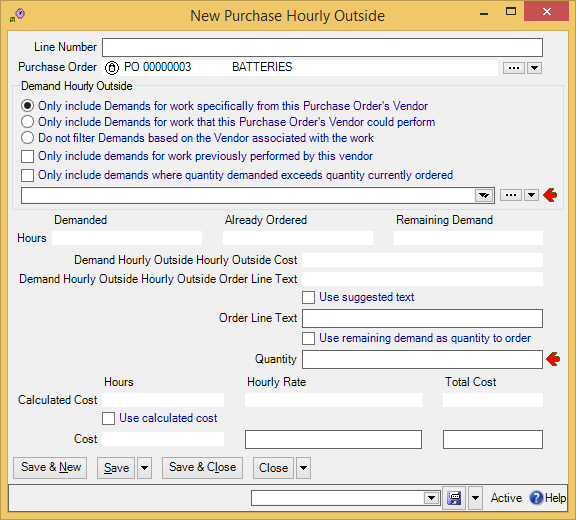 New Purchase Hourly Outside
Line Number
Purchase Order PO 00000003 BATTERIES
Demand Hourly Outside
Only include Demands for work specifically from this Purchase Order's Vendor
Only include Demands for work that this Purchase Order's Vendor could perform
Do not filter Demands based on the Vendor associated with the work
Only include demands for work previously performed by this vendor
Only include demands where quantity demanded exceeds quantity currently ordered
Demanded Already Ordered Remaining Demand
Hours
Demand Hourly Outside Hourly Outside Cost
Demand Hourly Outside Hourly Outside Order Line Text
Use suggested text
Order Line Text
Use remaining demand as quantity to order
Quantity
Hours Hourly Rate Total Cost
Calculated Cost
Use calculated cost
Cost
Save & New Save Save & Close Close
Active Help